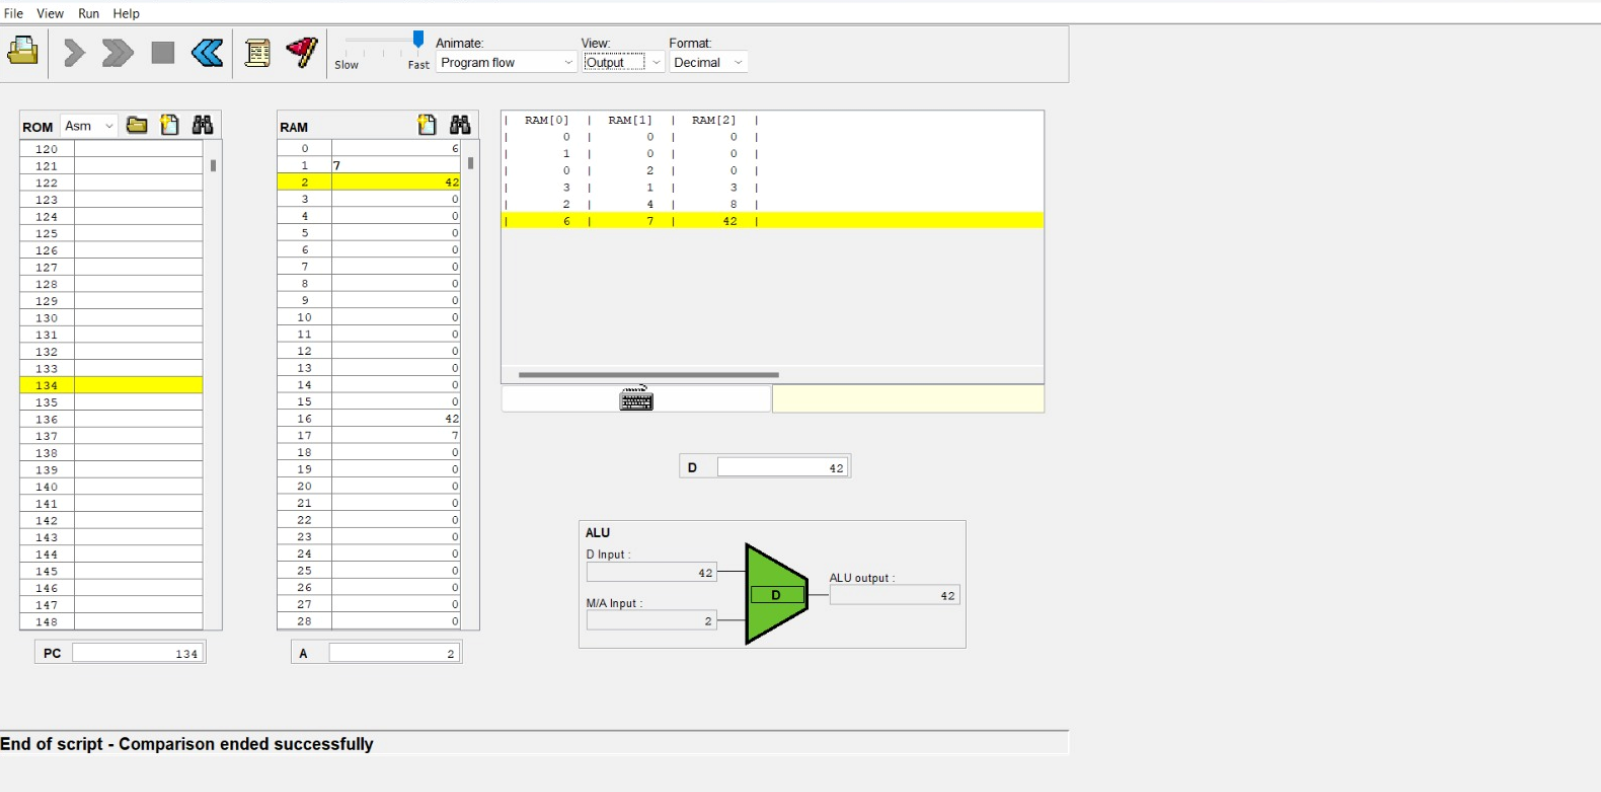 File View Run Help
Animate: View: Format:
Slow Fast Program flow Output Decimal
ROM Asm
120
121
122
123
124
125
126
127
128
129
130
131
132
133
134
135
136
137
138
139
140
141
142
143
144
145
146
147
148
PC 134
RAM
0 6
1 7
2 42
3 0
4 0
5 0
6 0
7 0
8 0
9 0
10 0
11 0
12 0
13 0
14 0
15 0
16 42
17 7
18 0
19 0
20 0
21 0
22 0
23 0
24 0
25 0
26 0
27 0
28 0
A 2
| RAM[0] | RAM[1] | RAM[2] |
| 0 | 0 | 0 |
| 1 | 0 | 0 |
| 0 | 2 | 0 |
| 3 | 1 | 3 |
| 2 | 4 | 8 |
| 6 | 7 | 42 |
D 42
ALU
D Input :
42
M/A Input :
2
D
ALU output :
42
End of script - Comparison ended successfully